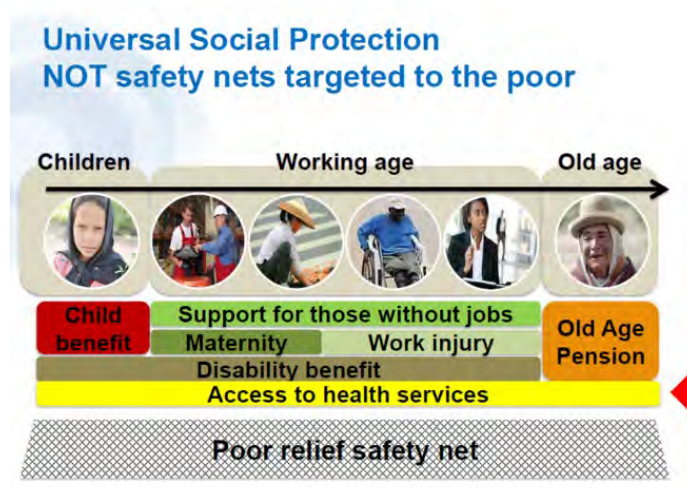 Universal Social Protection
NOT safety nets targeted to the poor
Children
Working age
Old age
Child
benefit
Support for those without jobs
Maternity
Work injury
Old Age
Pension
Disability benefit
Access to health services
Poor relief safety net